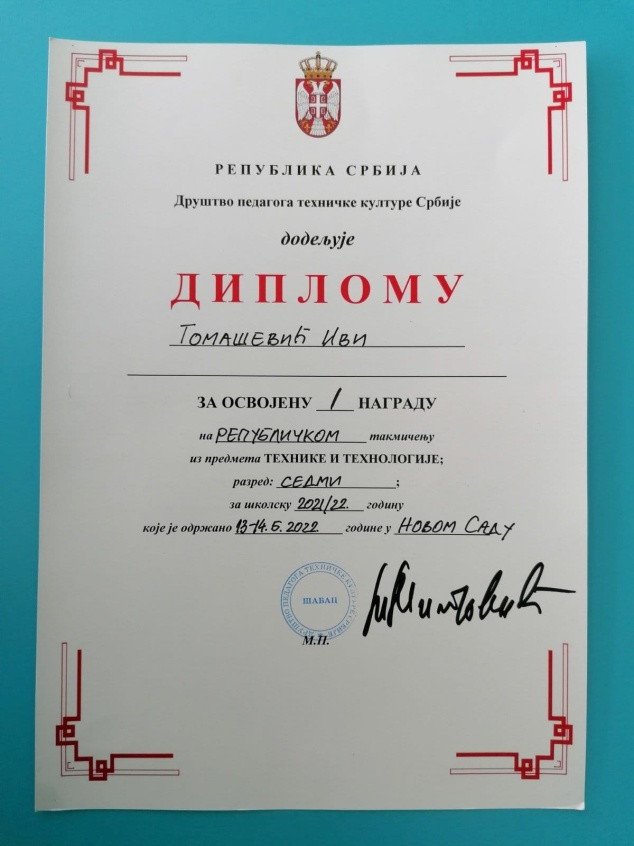 РЕПУБЛИКА СРБИЈА
Друштво педагога техничке културе Србије
додељује
ДИПЛОМУ
ТОМАШЕВИЋ ИВИ
ЗА ОСВОЈЕНУ I НАГРАДУ
на РЕПУБЛИЧКОМ такмичењу
из предмета ТЕХНИКЕ И ТЕХНОЛОГИЈЕ;
разред: СЕДМИ;
за школску 2021/22. годину
које је одржано 13-14.5.2022. године у НОВОМ САДУ
ДРУШТВО ПЕДАГОГА ТЕХНИЧКЕ КУЛТУРЕ СРБИЈЕ
ШАБАЦ
М.П.